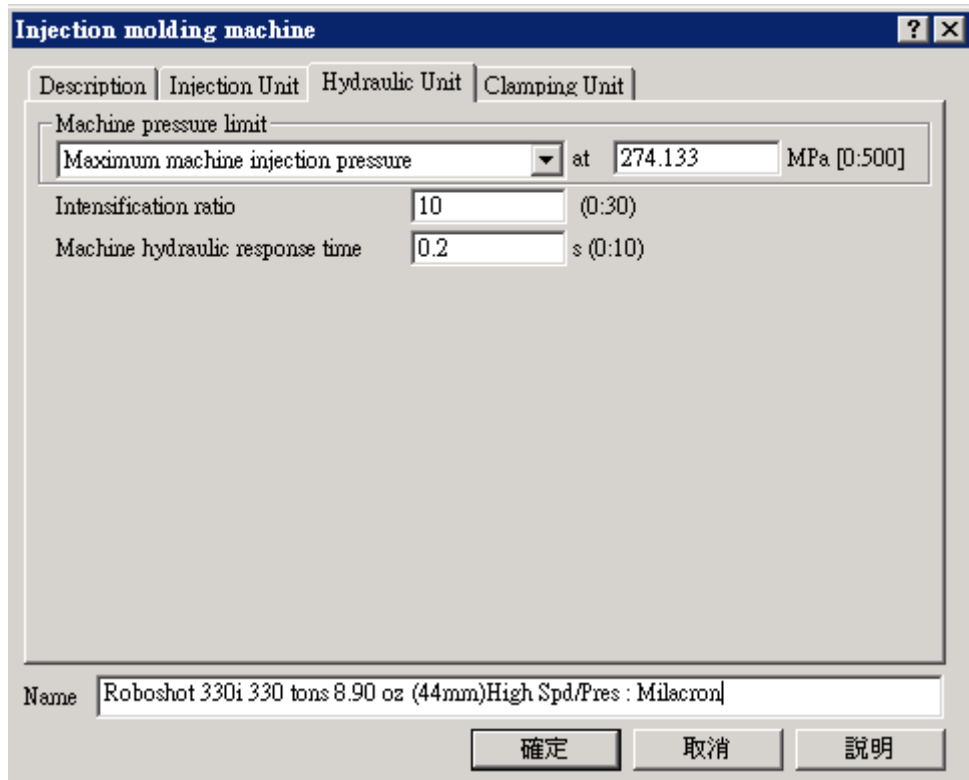 Injection molding machine
Description Injection Unit Hydraulic Unit Clamping Unit
Machine pressure limit
Maximum machine injection pressure at 274.133 MPa [0:500]
Intensification ratio 10 (0:30)
Machine hydraulic response time 0.2 s (0:10)
Name Roboshot 330i 330 tons 8.90 oz (44mm)High Spd/Pres : Milacron
確定 取消 說明